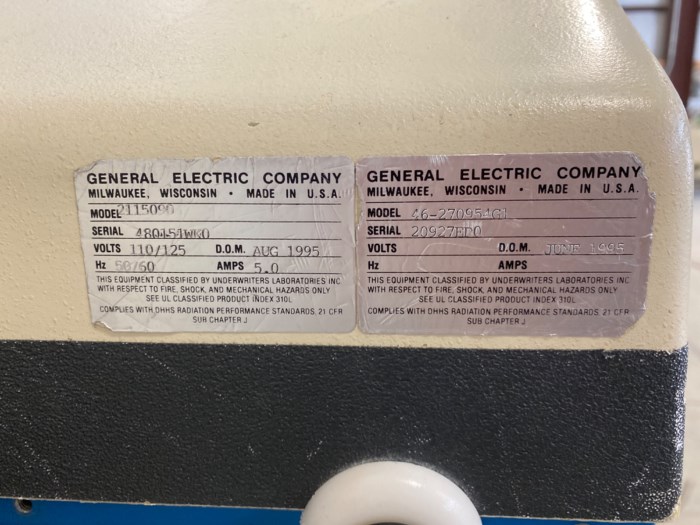 GENERAL ELECTRIC COMPANY
MILWAUKEE, WISCONSIN • MADE IN U.S.A.
MODEL 2115090
SERIAL
VOLTS 110/125 D.O.M. AUG 1995
Hz 50/60 AMPS 5.0
THIS EQUIPMENT CLASSIFIED BY UNDERWRITERS LABORATORIES INC
WITH RESPECT TO FIRE, SHOCK, AND MECHANICAL HAZARDS ONLY
SEE UL CLASSIFIED PRODUCT INDEX 310L
COMPLIES WITH DHHS RADIATION PERFORMANCE STANDARDS, 21 CFR
SUB CHAPTER J
GENERAL ELECTRIC COMPANY
MILWAUKEE, WISCONSIN • MADE IN U.S.A.
MODEL 46-270954G1
SERIAL
VOLTS D.O.M. JUNE 1995
Hz AMPS
THIS EQUIPMENT CLASSIFIED BY UNDERWRITERS LABORATORIES INC
WITH RESPECT TO FIRE, SHOCK, AND MECHANICAL HAZARDS ONLY
SEE UL CLASSIFIED PRODUCT INDEX 310L
COMPLIES WITH DHHS RADIATION PERFORMANCE STANDARDS, 21 CFR
SUB CHAPTER J